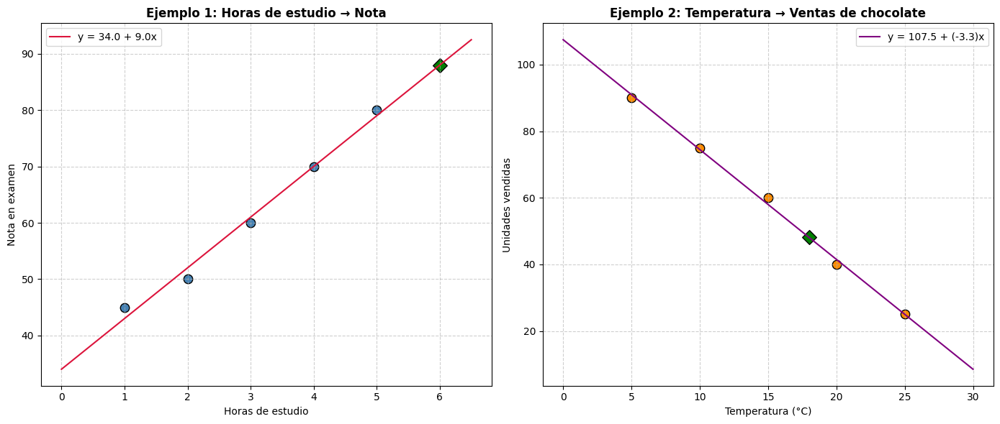 Ejemplo 1: Horas de estudio → Nota
y = 34.0 + 9.0x
90
80
70
60
50
40
Nota en examen
0 1 2 3 4 5 6
Horas de estudio
Ejemplo 2: Temperatura → Ventas de chocolate
y = 107.5 + (-3.3)x
100
80
60
40
20
Unidades vendidas
0 5 10 15 20 25 30
Temperatura (°C)